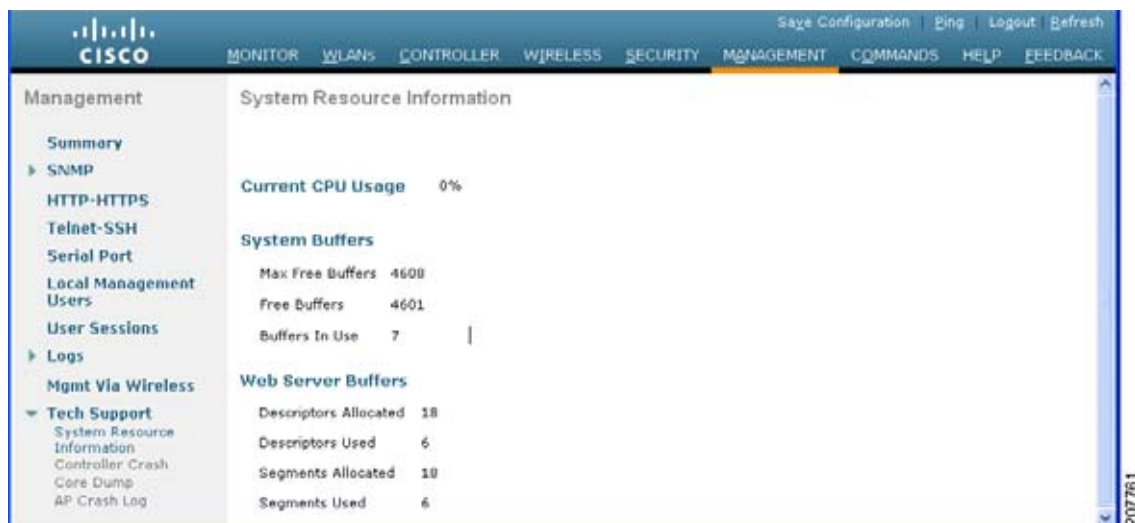 Save Configuration Ping Logout Refresh
CISCO
MONITOR WLANs CONTROLLER WIRELESS SECURITY MANAGEMENT COMMANDS HELP FEEDBACK
Management
Summary
SNMP
HTTP-HTTPS
Telnet-SSH
Serial Port
Local Management
Users
User Sessions
Logs
Mgmt Via Wireless
Tech Support
System Resource
Information
Controller Crash
Core Dump
AP Crash Log
System Resource Information
Current CPU Usage 0%
System Buffers
Max Free Buffers 4608
Free Buffers 4601
Buffers In Use 7
Web Server Buffers
Descriptors Allocated 18
Descriptors Used 6
Segments Allocated 18
Segments Used 6
207761